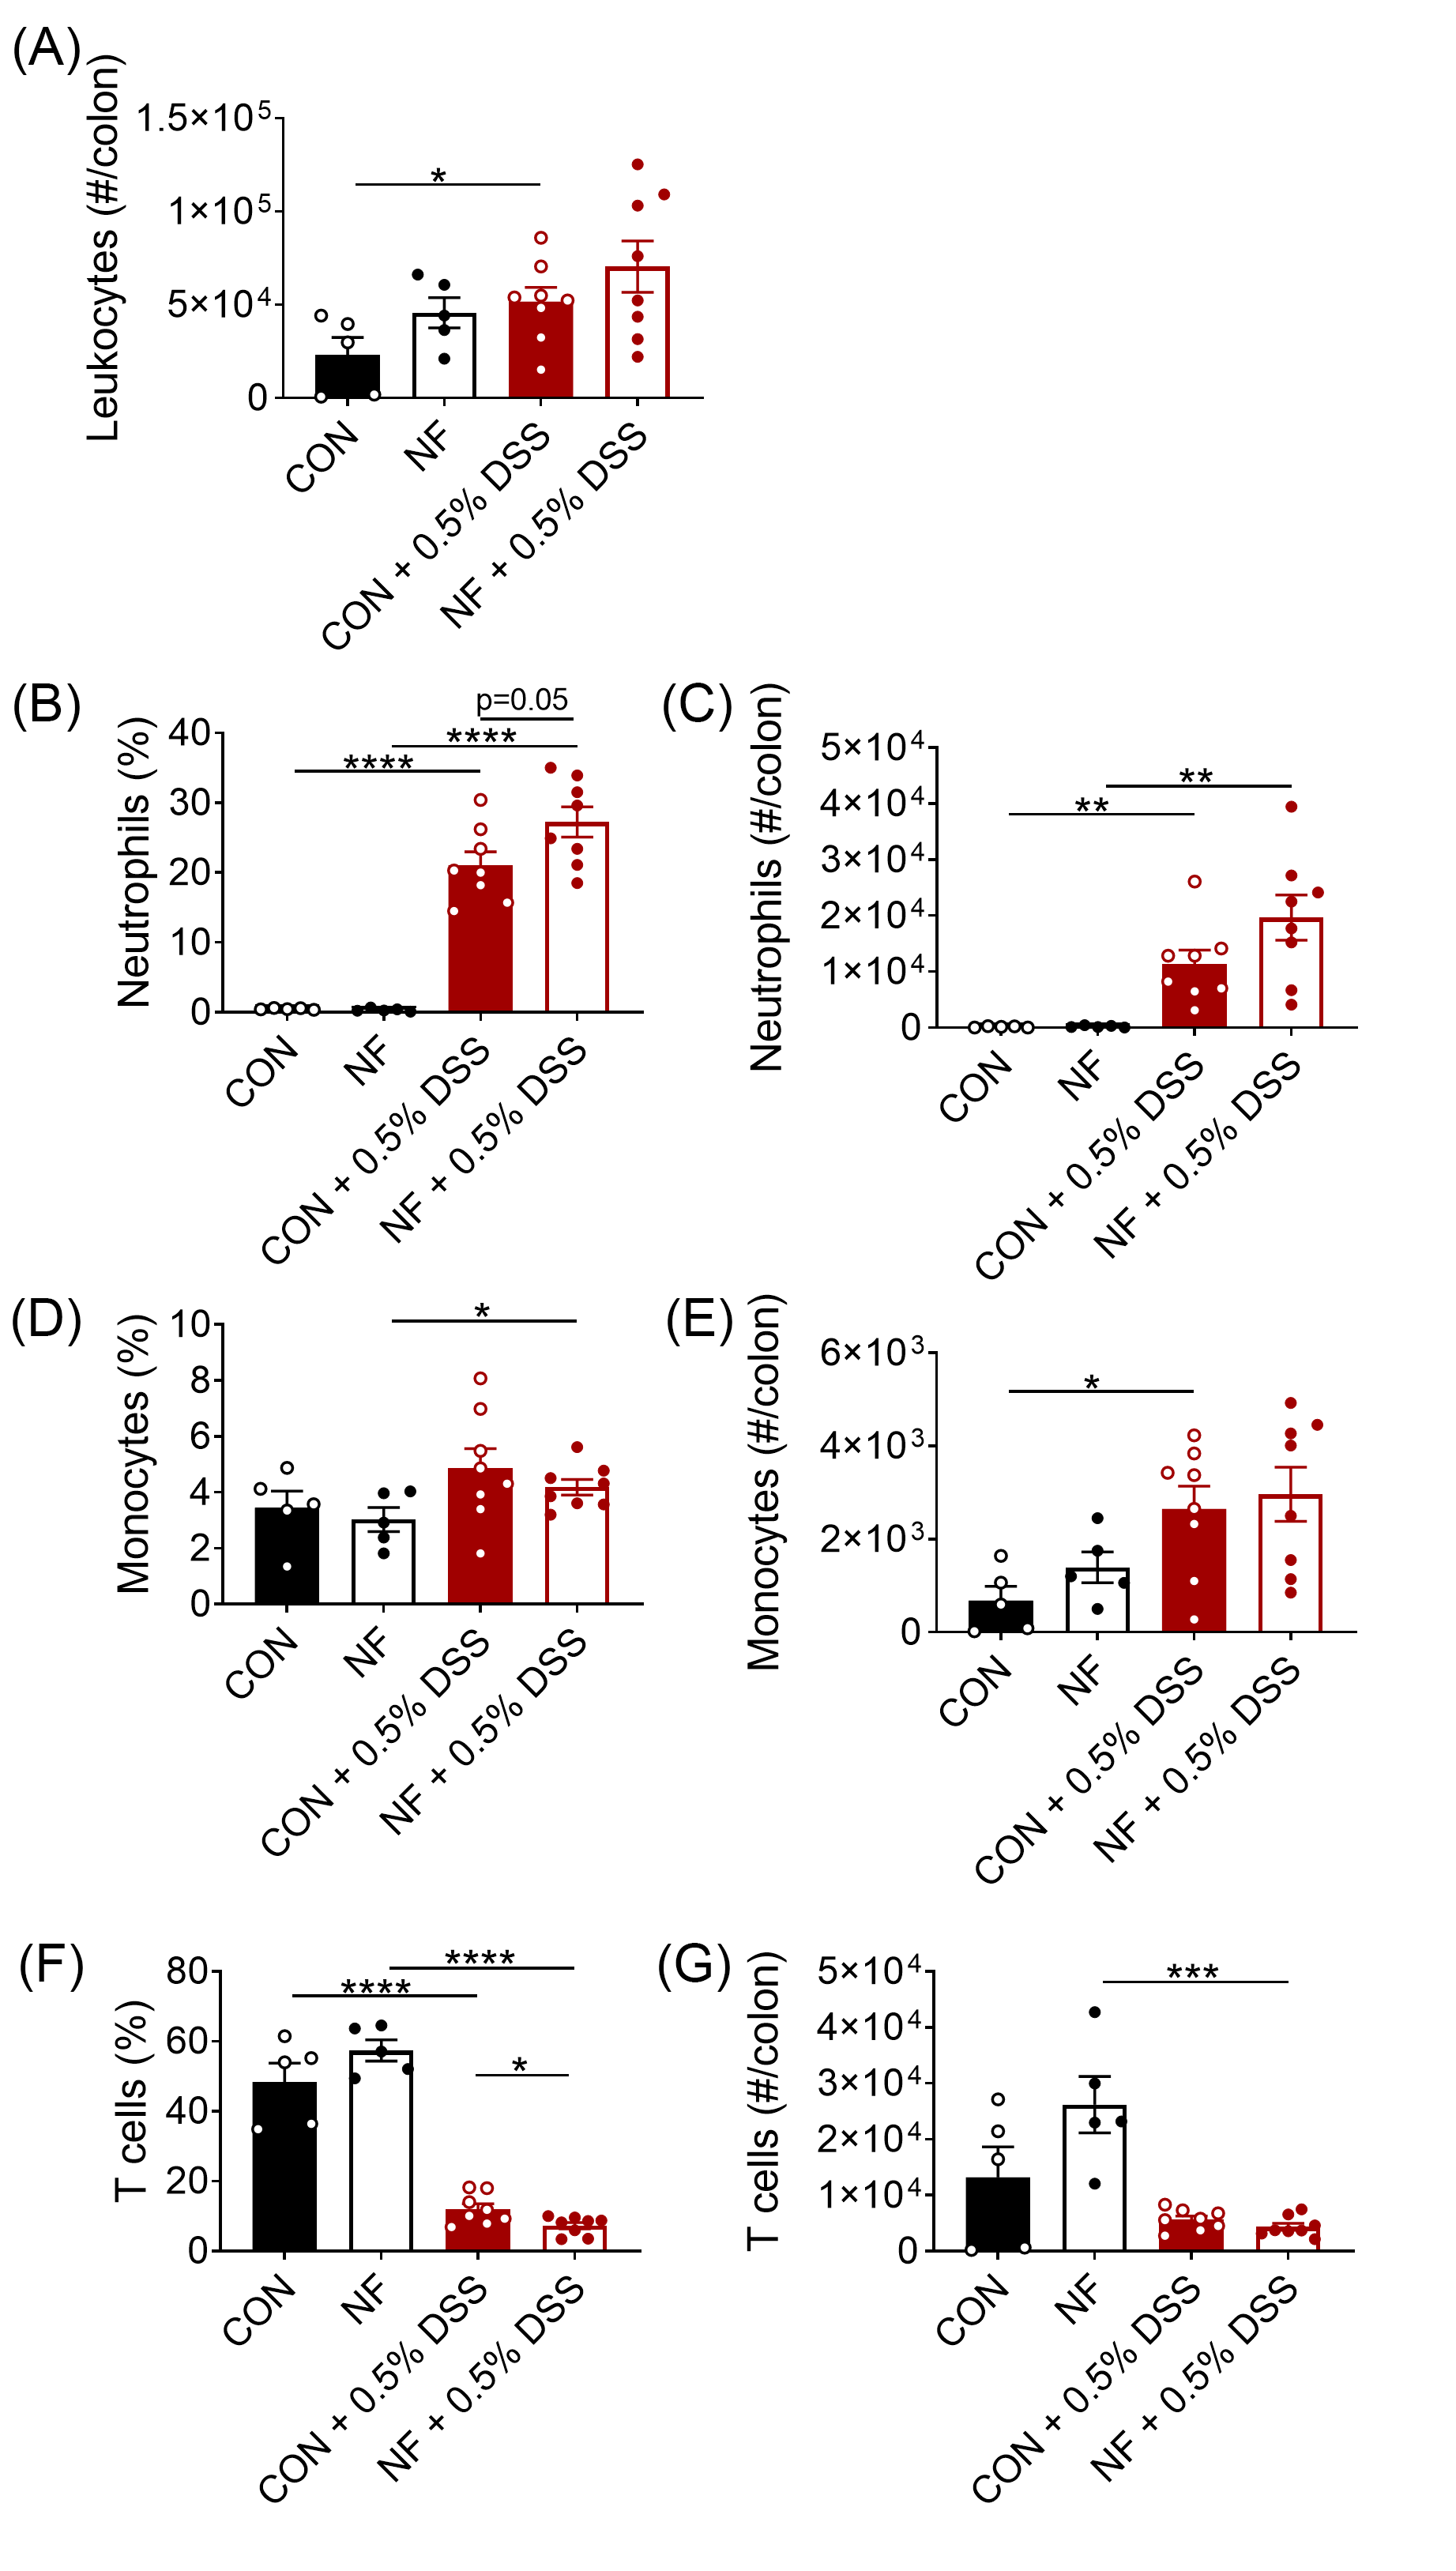 (A)
Leukocytes (#/colon)
1.5×10⁵
1×10⁵
5×10⁴
0
*
CON
NF
CON + 0.5% DSS
NF + 0.5% DSS
(B)
Neutrophils (%)
40
30
20
10
0
p=0.05
****
****
CON
NF
CON + 0.5% DSS
NF + 0.5% DSS
(C)
Neutrophils (#/colon)
5×10⁴
4×10⁴
3×10⁴
2×10⁴
1×10⁴
0
**
**
CON
NF
CON + 0.5% DSS
NF + 0.5% DSS
(D)
Monocytes (%)
10
8
6
4
2
0
*
CON
NF
CON + 0.5% DSS
NF + 0.5% DSS
(E)
Monocytes (#/colon)
6×10³
4×10³
2×10³
0
*
CON
NF
CON + 0.5% DSS
NF + 0.5% DSS
(F)
T cells (%)
80
60
40
20
0
****
****
*
CON
NF
CON + 0.5% DSS
NF + 0.5% DSS
(G)
T cells (#/colon)
5×10⁴
4×10⁴
3×10⁴
2×10⁴
1×10⁴
0
***
CON
NF
CON + 0.5% DSS
NF + 0.5% DSS